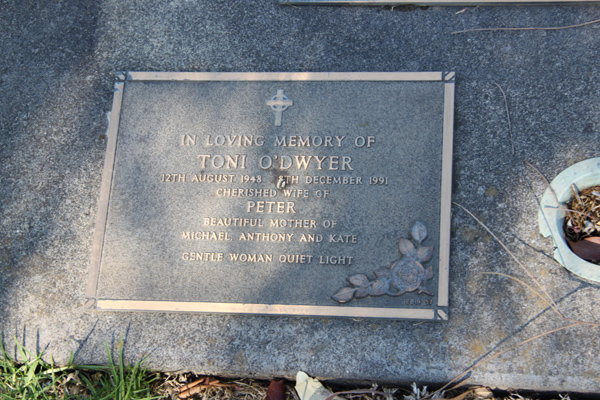 IN LOVING MEMORY OF
TONI O'DWYER
12TH AUGUST 1948 - 8TH DECEMBER 1991
CHERISHED WIFE OF
PETER
BEAUTIFUL MOTHER OF
MICHAEL, ANTHONY AND KATE
GENTLE WOMAN QUIET LIGHT